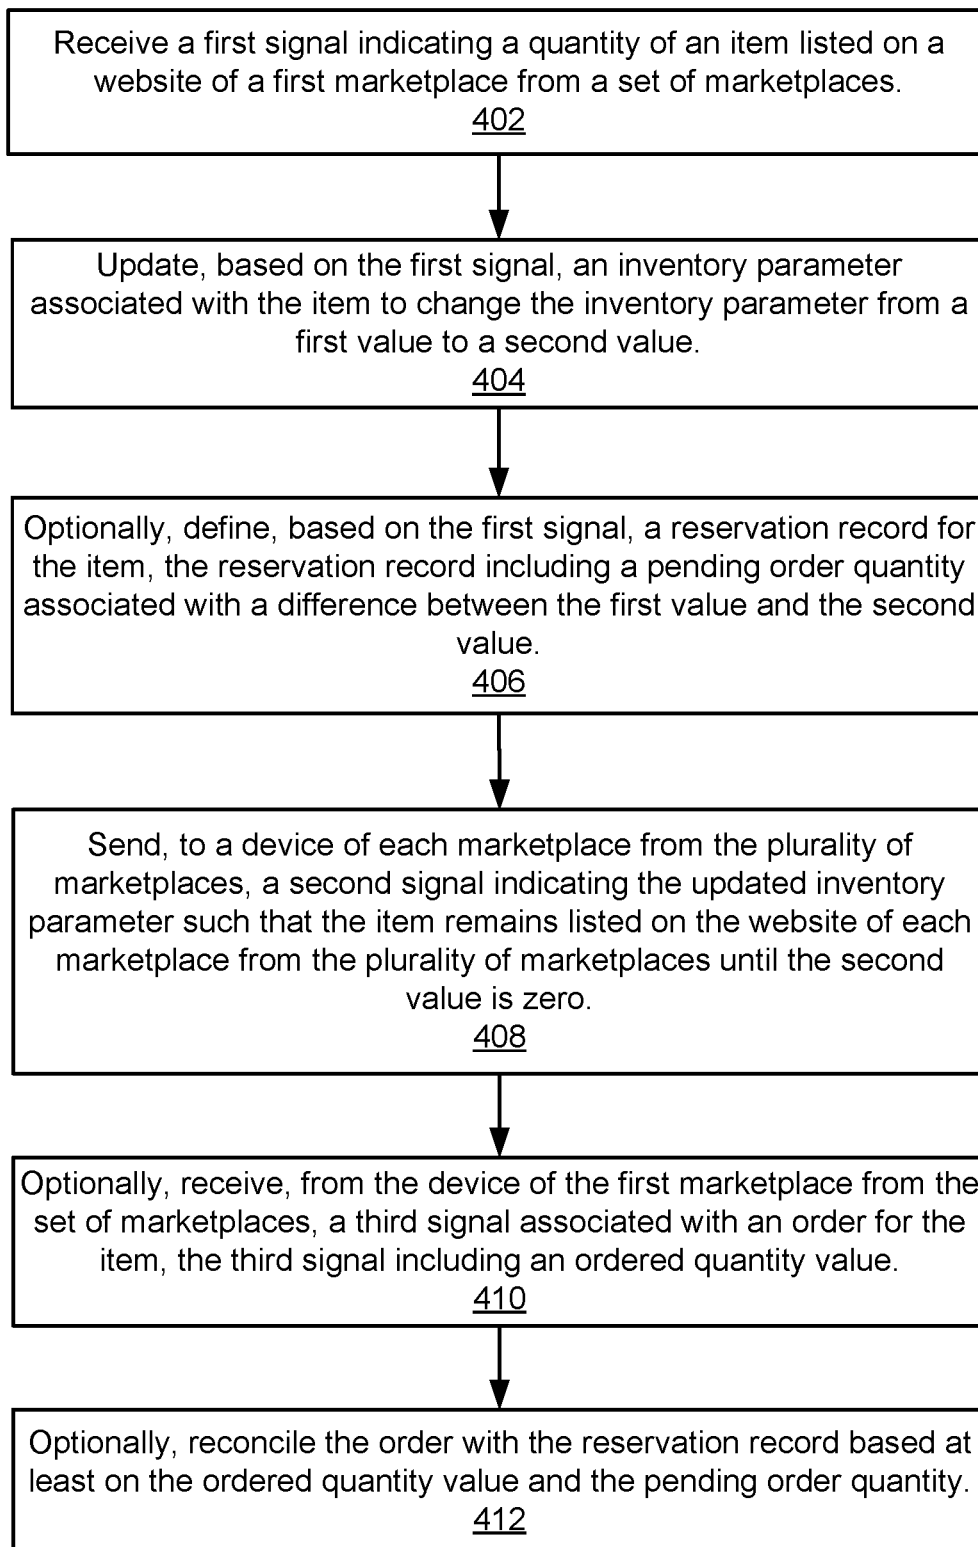 Receive a first signal indicating a quantity of an item listed on a
website of a first marketplace from a set of marketplaces.
402
Update, based on the first signal, an inventory parameter
associated with the item to change the inventory parameter from a
first value to a second value.
404
Optionally, define, based on the first signal, a reservation record for
the item, the reservation record including a pending order quantity
associated with a difference between the first value and the second
value.
406
Send, to a device of each marketplace from the plurality of
marketplaces, a second signal indicating the updated inventory
parameter such that the item remains listed on the website of each
marketplace from the plurality of marketplaces until the second
value is zero.
408
Optionally, receive, from the device of the first marketplace from the
set of marketplaces, a third signal associated with an order for the
item, the third signal including an ordered quantity value.
410
Optionally, reconcile the order with the reservation record based at
least on the ordered quantity value and the pending order quantity.
412